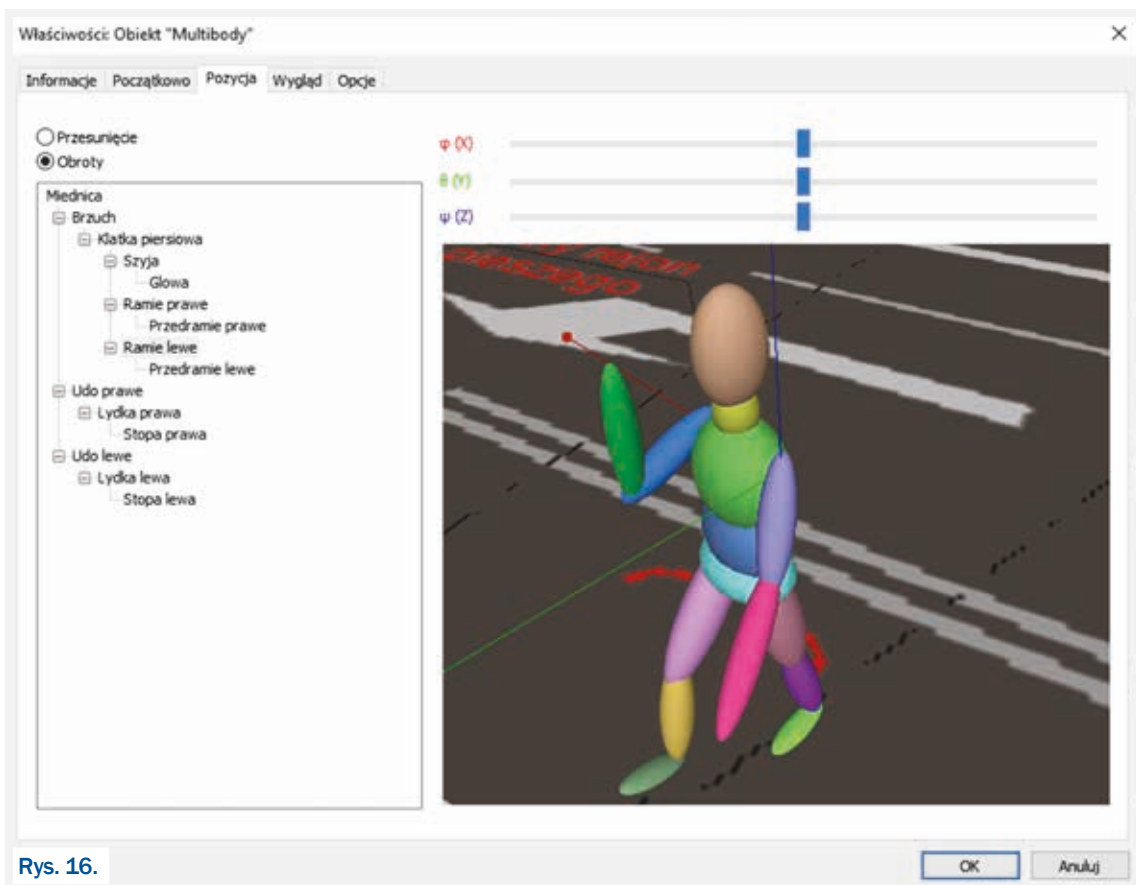 Właściwości: Obiekt "Multibody"
Informacje Początkowo Pozycja Wygląd Opcje
Przesunięcie
Obroty
φ (X)
θ (Y)
ψ (Z)
Miednica
Brzuch
Klatka piersiowa
Szyja
Glowa
Ramie prawe
Przedramie prawe
Ramie lewe
Przedramie lewe
Udo prawe
Lydka prawa
Stopa prawa
Udo lewe
Lydka lewa
Stopa lewa
pieszego
OK Anuluj
Rys. 16.